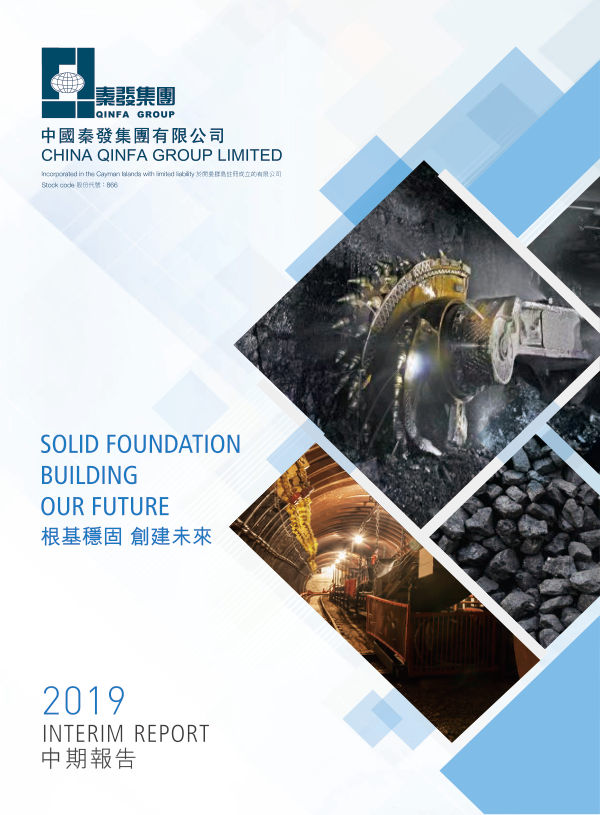 秦發集團
QINFA GROUP
中國秦發集團有限公司
CHINA QINFA GROUP LIMITED
Incorporated in the Cayman Islands with limited liability 於開曼群島註冊成立的有限公司
Stock code 股份代號：866
SOLID FOUNDATION
BUILDING
OUR FUTURE
根基穩固 創建未來
2019
INTERIM REPORT
中期報告